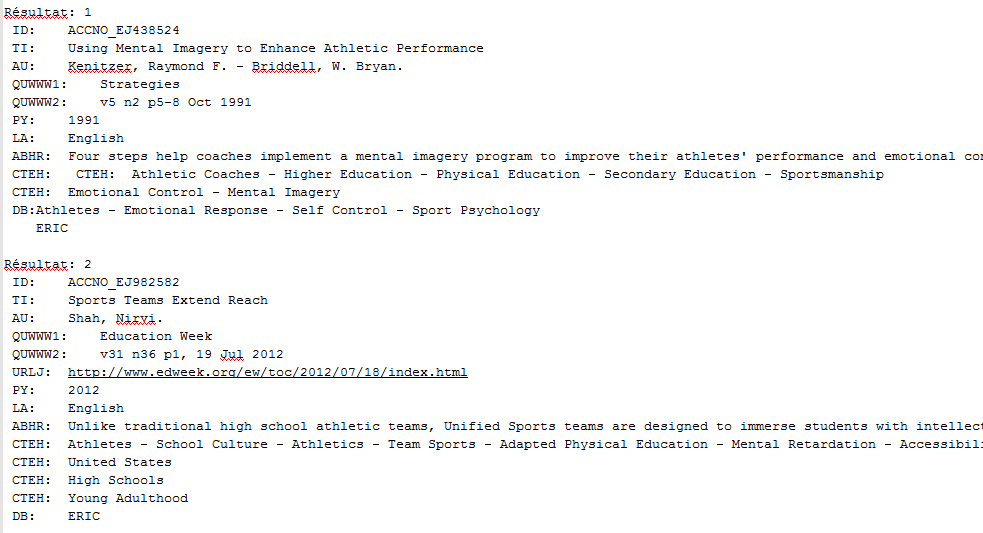 Résultat: 1
ID: ACCNO_EJ438524
TI: Using Mental Imagery to Enhance Athletic Performance
AU: Kenitzer, Raymond F. - Briddell, W. Bryan.
QUWWW1: Strategies
QUWWW2: v5 n2 p5-8 Oct 1991
PY: 1991
LA: English
ABHR: Four steps help coaches implement a mental imagery program to improve their athletes' performance and emotional
CTEH: CTEH: Athletic Coaches - Higher Education - Physical Education - Secondary Education - Sportsmanship
CTEH: Emotional Control - Mental Imagery
DB:Athletes - Emotional Response - Self Control - Sport Psychology
ERIC
Résultat: 2
ID: ACCNO_EJ982582
TI: Sports Teams Extend Reach
AU: Shah, Nirvi.
QUWWW1: Education Week
QUWWW2: v31 n36 p1, 19 Jul 2012
URLJ: http://www.edweek.org/ew/toc/2012/07/18/index.html
PY: 2012
LA: English
ABHR: Unlike traditional high school athletic teams, Unified Sports teams are designed to immerse students with
CTEH: Athletes - School Culture - Athletics - Team Sports - Adapted Physical Education - Mental Retardation -
CTEH: United States
CTEH: High Schools
CTEH: Young Adulthood
DB: ERIC